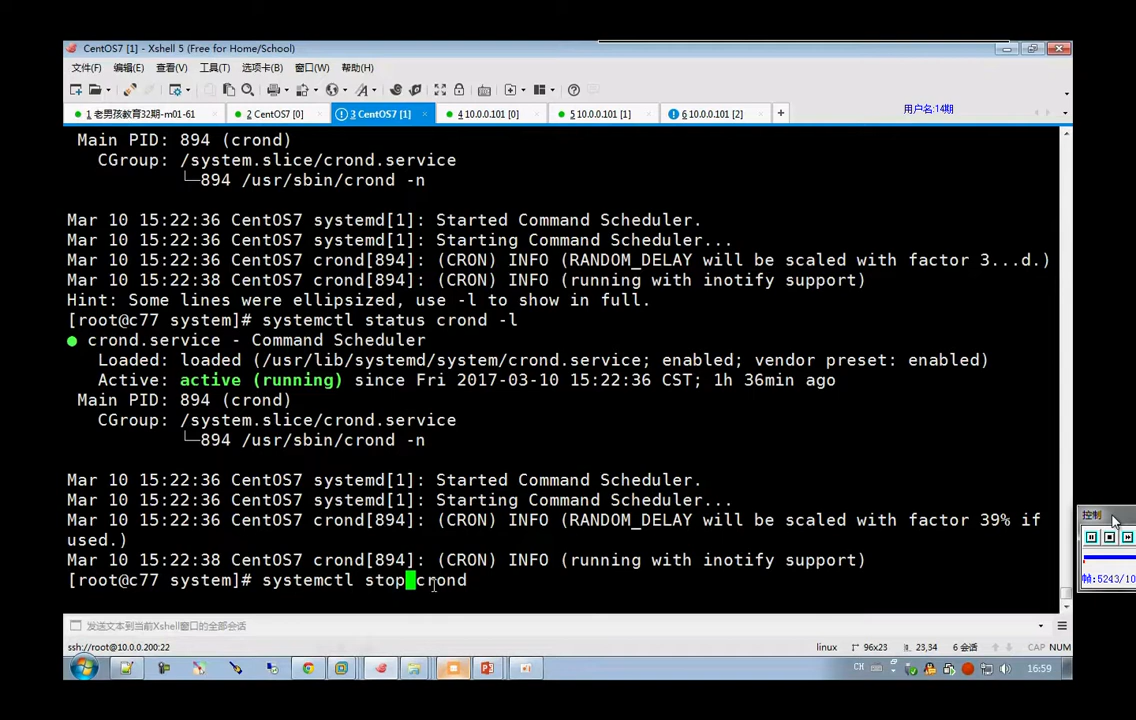 CentOS7 [1] - Xshell 5 (Free for Home/School)
文件(F) 编辑(E) 查看(V) 工具(T) 选项卡(B) 窗口(W) 帮助(H)
1 老男孩教育32期-m01-61 2 CentOS7 [0] 3 CentOS7 [1] 4 10.0.0.101 [0] 5 10.0.0.101 [1] 6 10.0.0.101 [2] 用户名:14期
Main PID: 894 (crond)
CGroup: /system.slice/crond.service
└─894 /usr/sbin/crond -n
Mar 10 15:22:36 CentOS7 systemd[1]: Started Command Scheduler.
Mar 10 15:22:36 CentOS7 systemd[1]: Starting Command Scheduler...
Mar 10 15:22:36 CentOS7 crond[894]: (CRON) INFO (RANDOM_DELAY will be scaled with factor 3...d.)
Mar 10 15:22:38 CentOS7 crond[894]: (CRON) INFO (running with inotify support)
Hint: Some lines were ellipsized, use -l to show in full.
[root@c77 system]# systemctl status crond -l
● crond.service - Command Scheduler
Loaded: loaded (/usr/lib/systemd/system/crond.service; enabled; vendor preset: enabled)
Active: active (running) since Fri 2017-03-10 15:22:36 CST; 1h 36min ago
Main PID: 894 (crond)
CGroup: /system.slice/crond.service
└─894 /usr/sbin/crond -n
Mar 10 15:22:36 CentOS7 systemd[1]: Started Command Scheduler.
Mar 10 15:22:36 CentOS7 systemd[1]: Starting Command Scheduler...
Mar 10 15:22:36 CentOS7 crond[894]: (CRON) INFO (RANDOM_DELAY will be scaled with factor 39% if
used.)
Mar 10 15:22:38 CentOS7 crond[894]: (CRON) INFO (running with inotify support)
[root@c77 system]# systemctl stop crond
控制
帧:5243/10
发送文本到当前Xshell窗口的全部会话
ssh://root@10.0.0.200:22 linux 96x23 23,34 6 会话 CAP NUM
CH 16:59